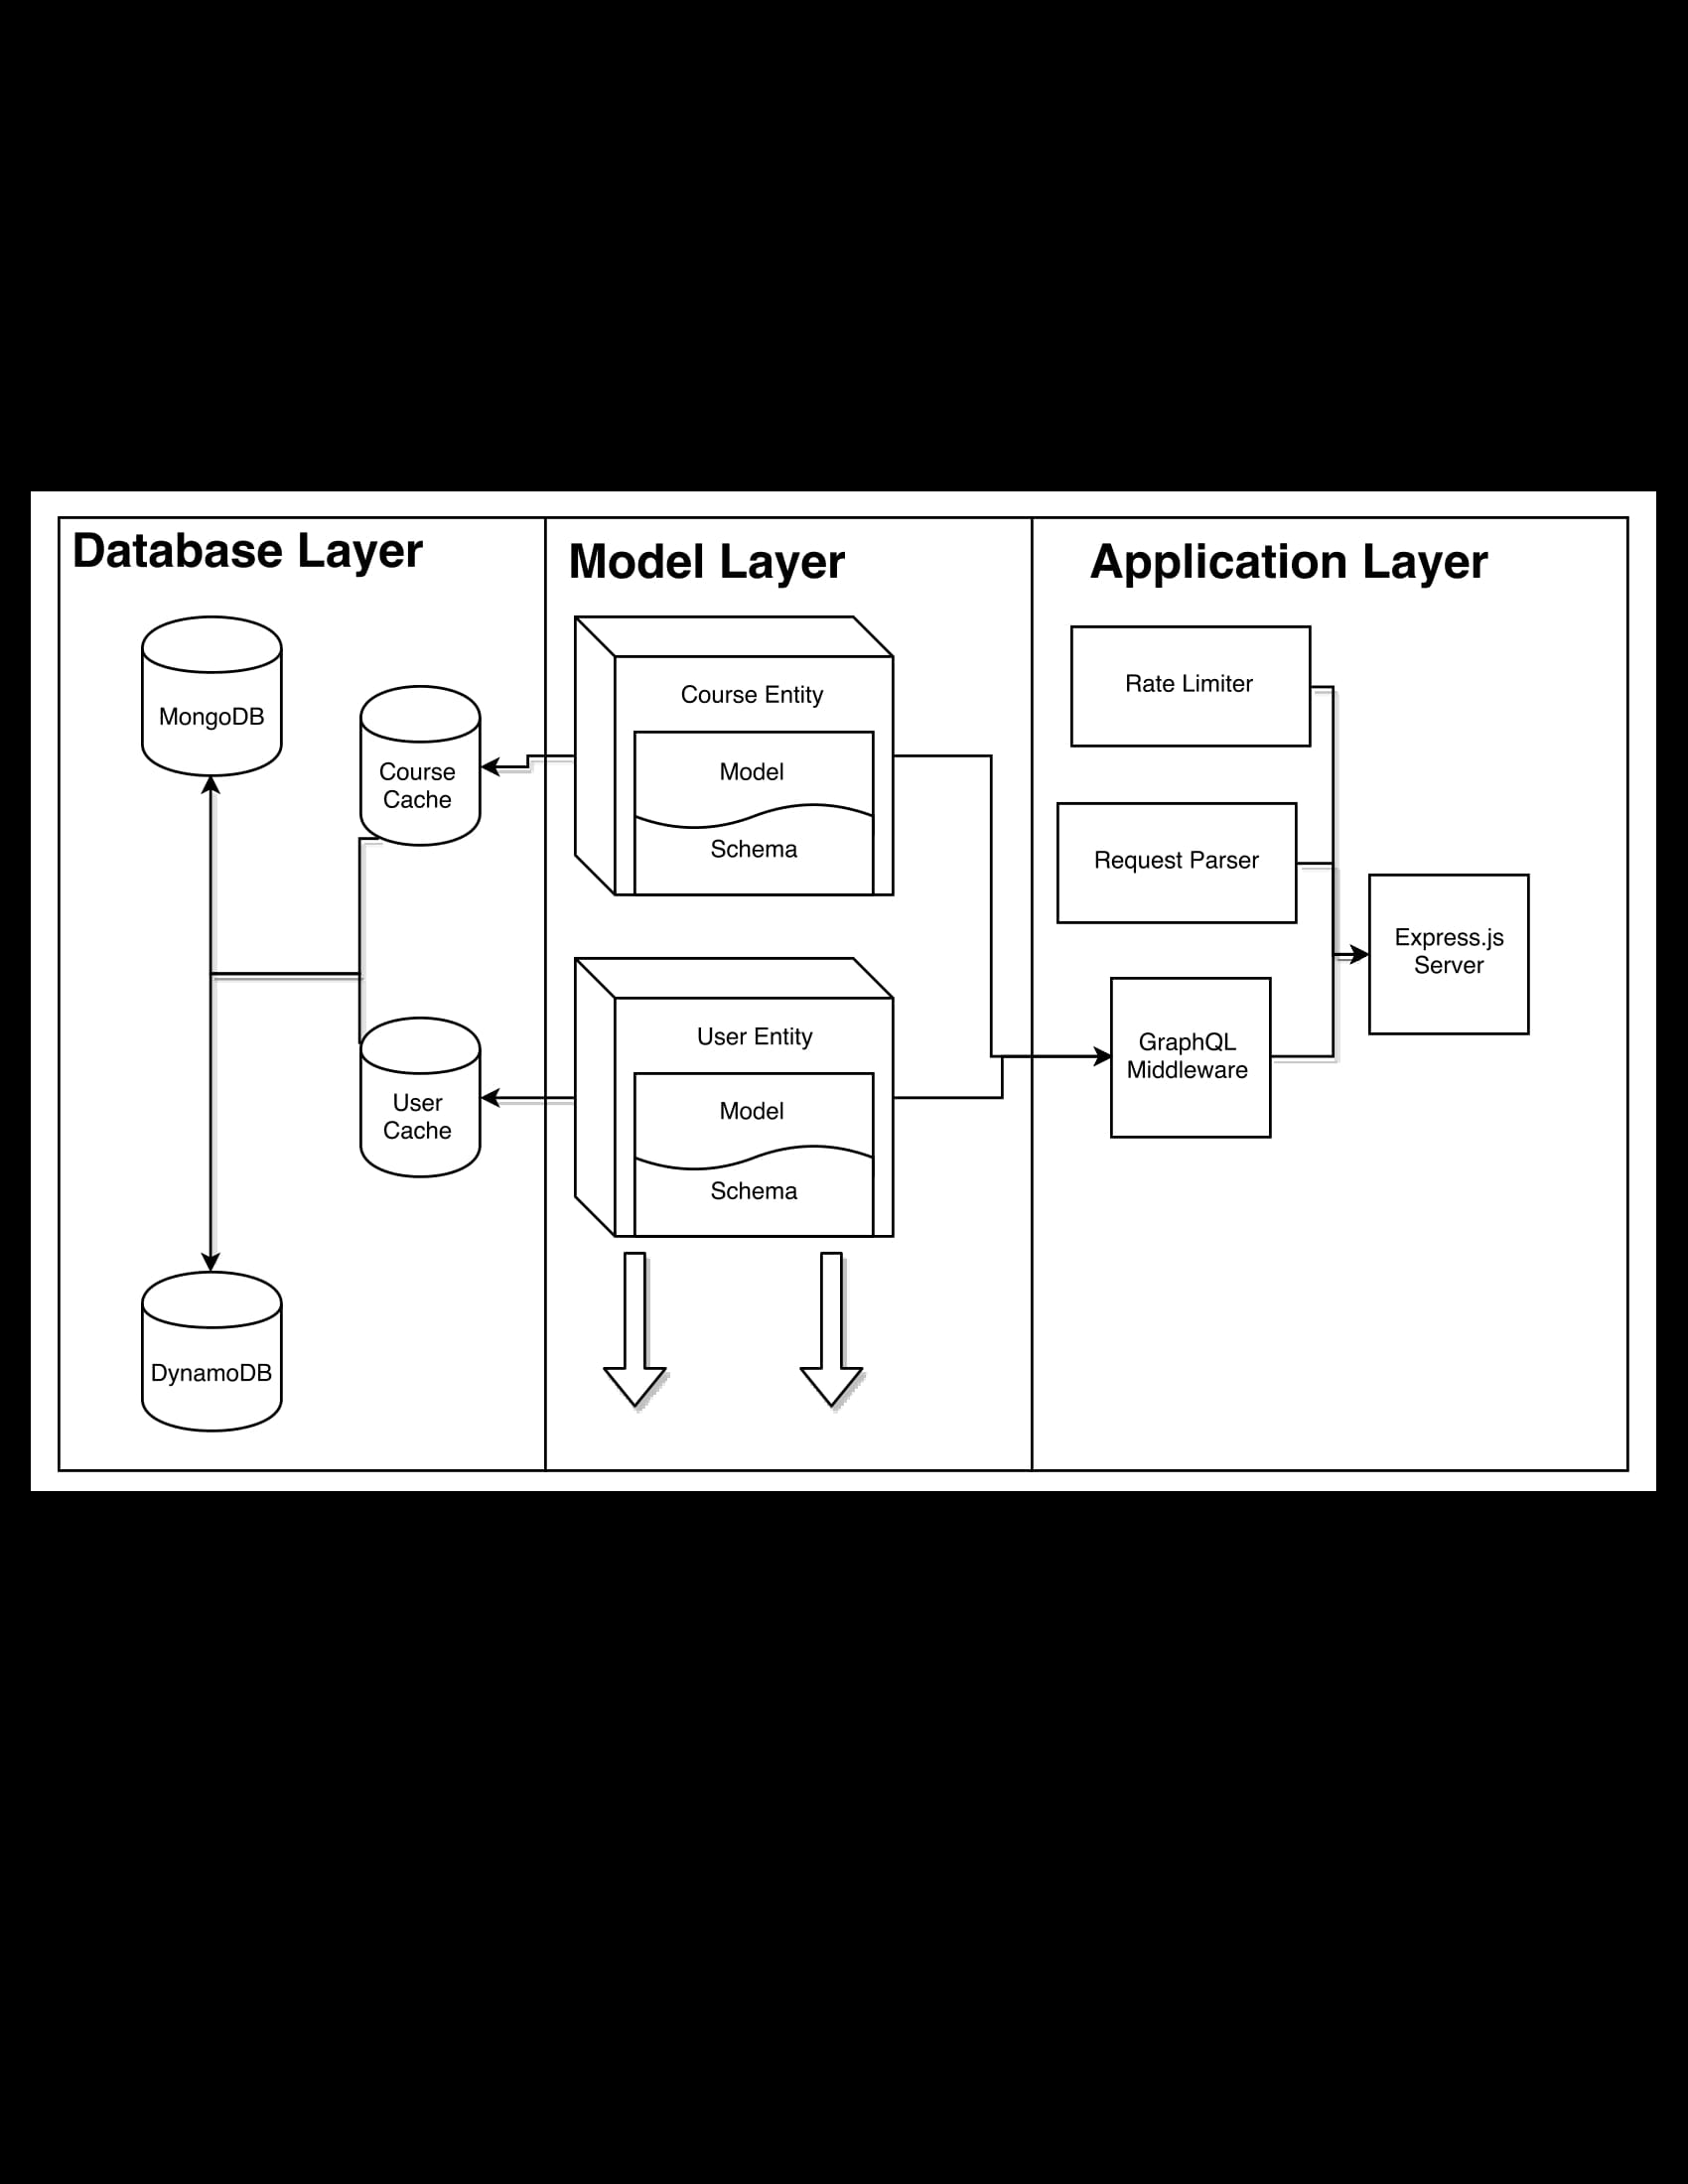 Database Layer
MongoDB
Course
Cache
User
Cache
DynamoDB
Model Layer
Course Entity
Model
Schema
User Entity
Model
Schema
Application Layer
Rate Limiter
Request Parser
GraphQL
Middleware
Express.js
Server